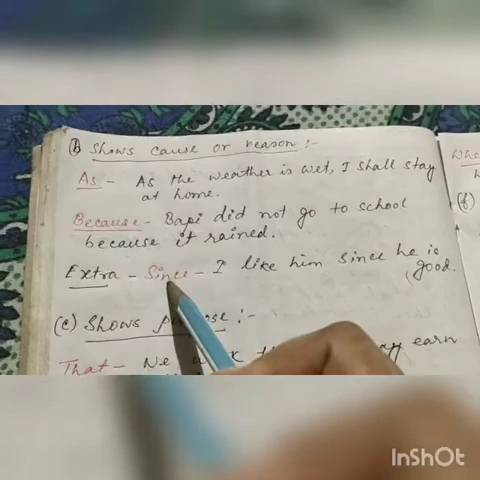 (b) Shows cause or reason :-
As - As the weather is wet, I shall stay
at home.
Because - Bapi did not go to school
because it rained.
Extra - Since - I like him since he is
good.
(c) Shows :-
That - We earn
(f)
InShOt